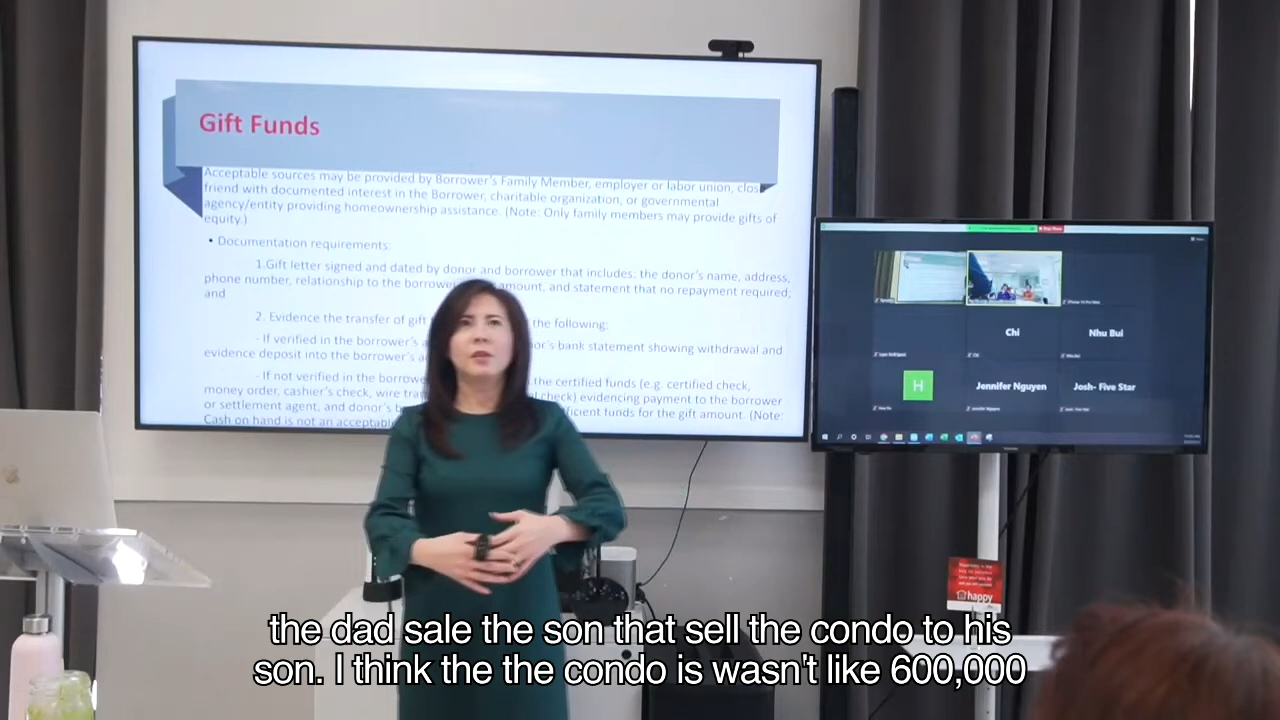 Gift Funds
Acceptable sources may be provided by Borrower's Family Member, employer or labor union, clos
friend with documented interest in the Borrower, charitable organization, or governmental
agency/entity providing homeownership assistance. (Note: Only family members may provide gifts of
equity.)
• Documentation requirements:
1.Gift letter signed and dated by donor and borrower that includes: the donor's name, address,
phone number, relationship to the borrower, amount, and statement that no repayment required;
and
2. Evidence the transfer of gift the following:
- If verified in the borrower's bank statement showing withdrawal and
evidence deposit into the borrower's
- If not verified in the the certified funds (e.g. certified check,
money order, cashier's check, wire check) evidencing payment to the borrower
or settlement agent, and donor's funds for the gift amount. (Note:
Cash on hand is not an
Chi
Nhu Bui
H
Jennifer Nguyen
Josh- Five Star
happy
the dad sale the son that sell the condo to his
son. I think the the condo is wasn't like 600,000